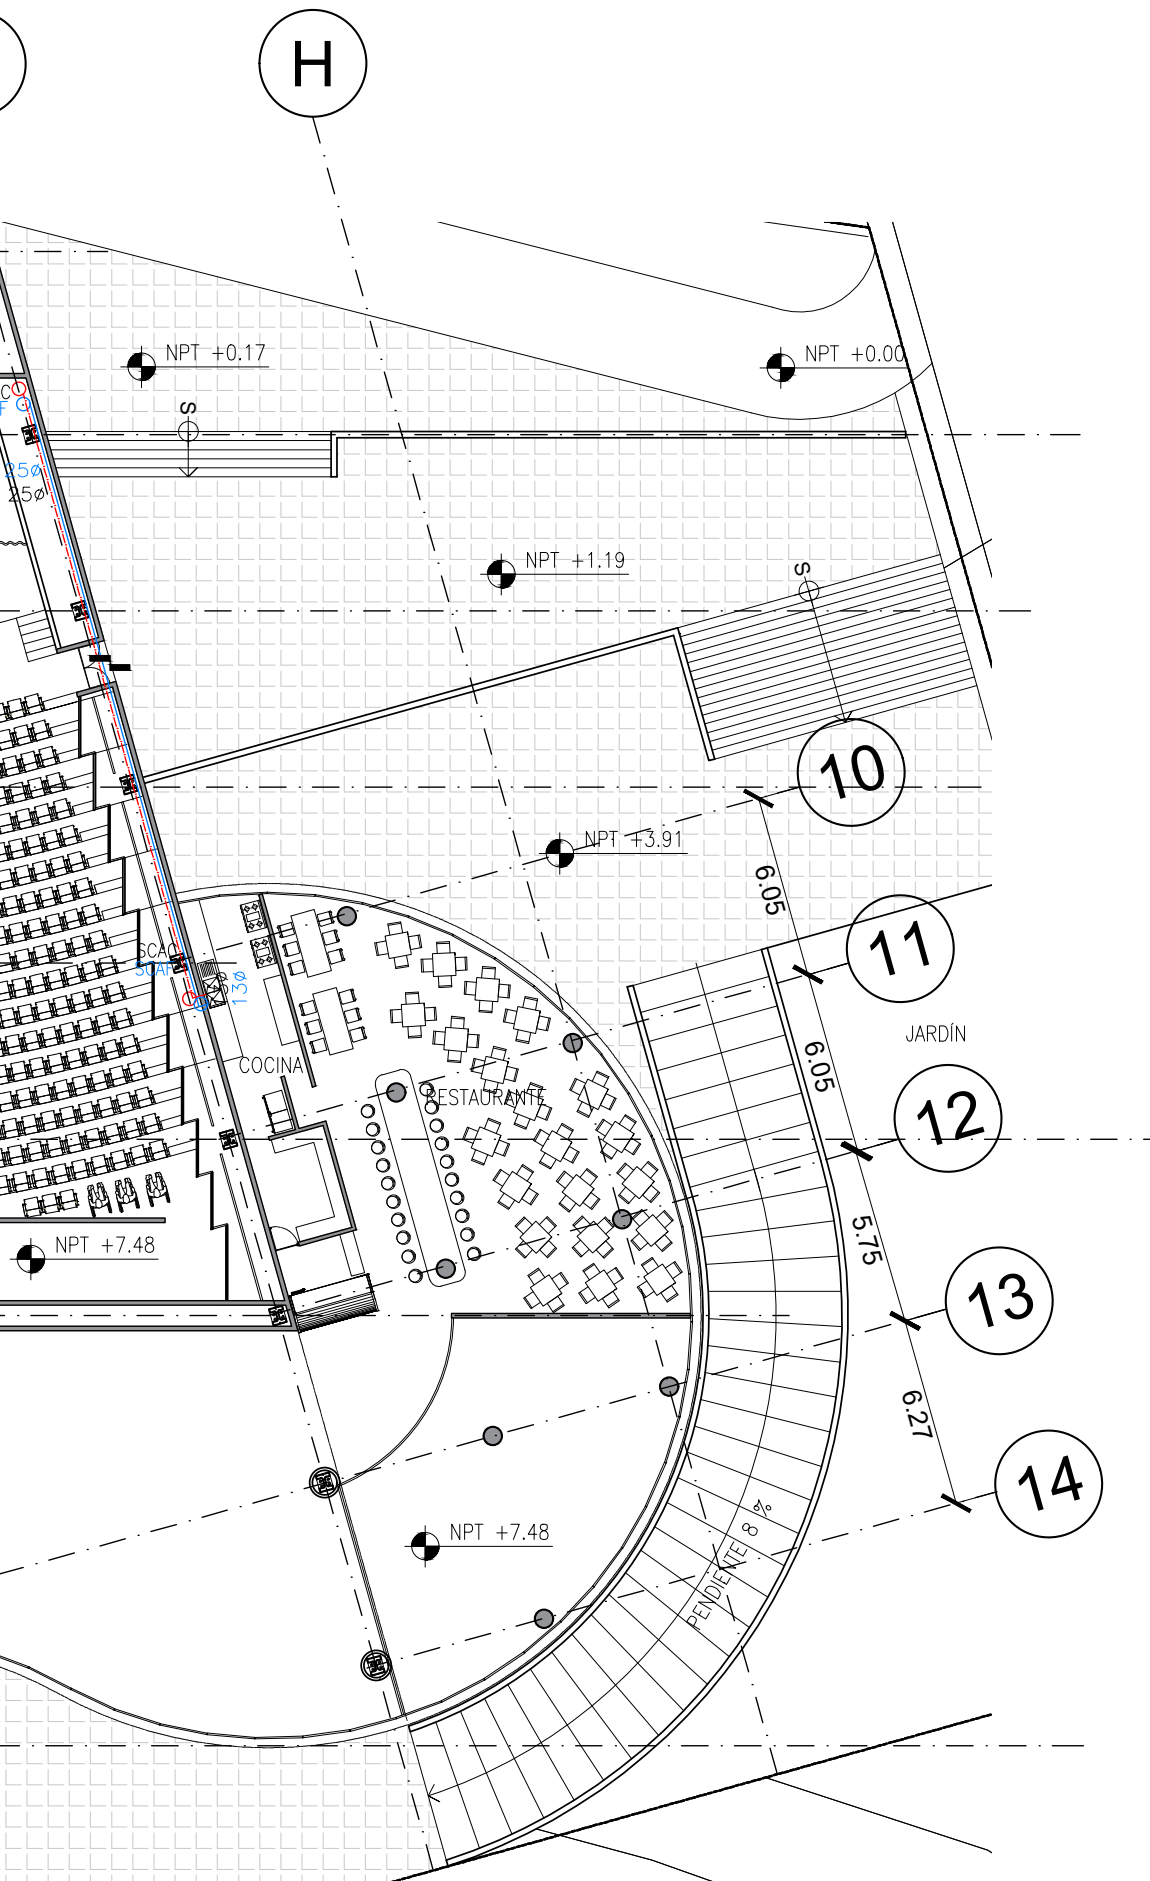 H
NPT +0.17
NPT +0.00
C
F
S
25ø
25ø
NPT +1.19
S
10
NPT +3.91
6.05
11
SCAC
SCAF
13ø
JARDÍN
COCINA
6.05
RESTAURANTE
12
5.75
NPT +7.48
13
6.27
14
PENDIENTE 8 %
NPT +7.48